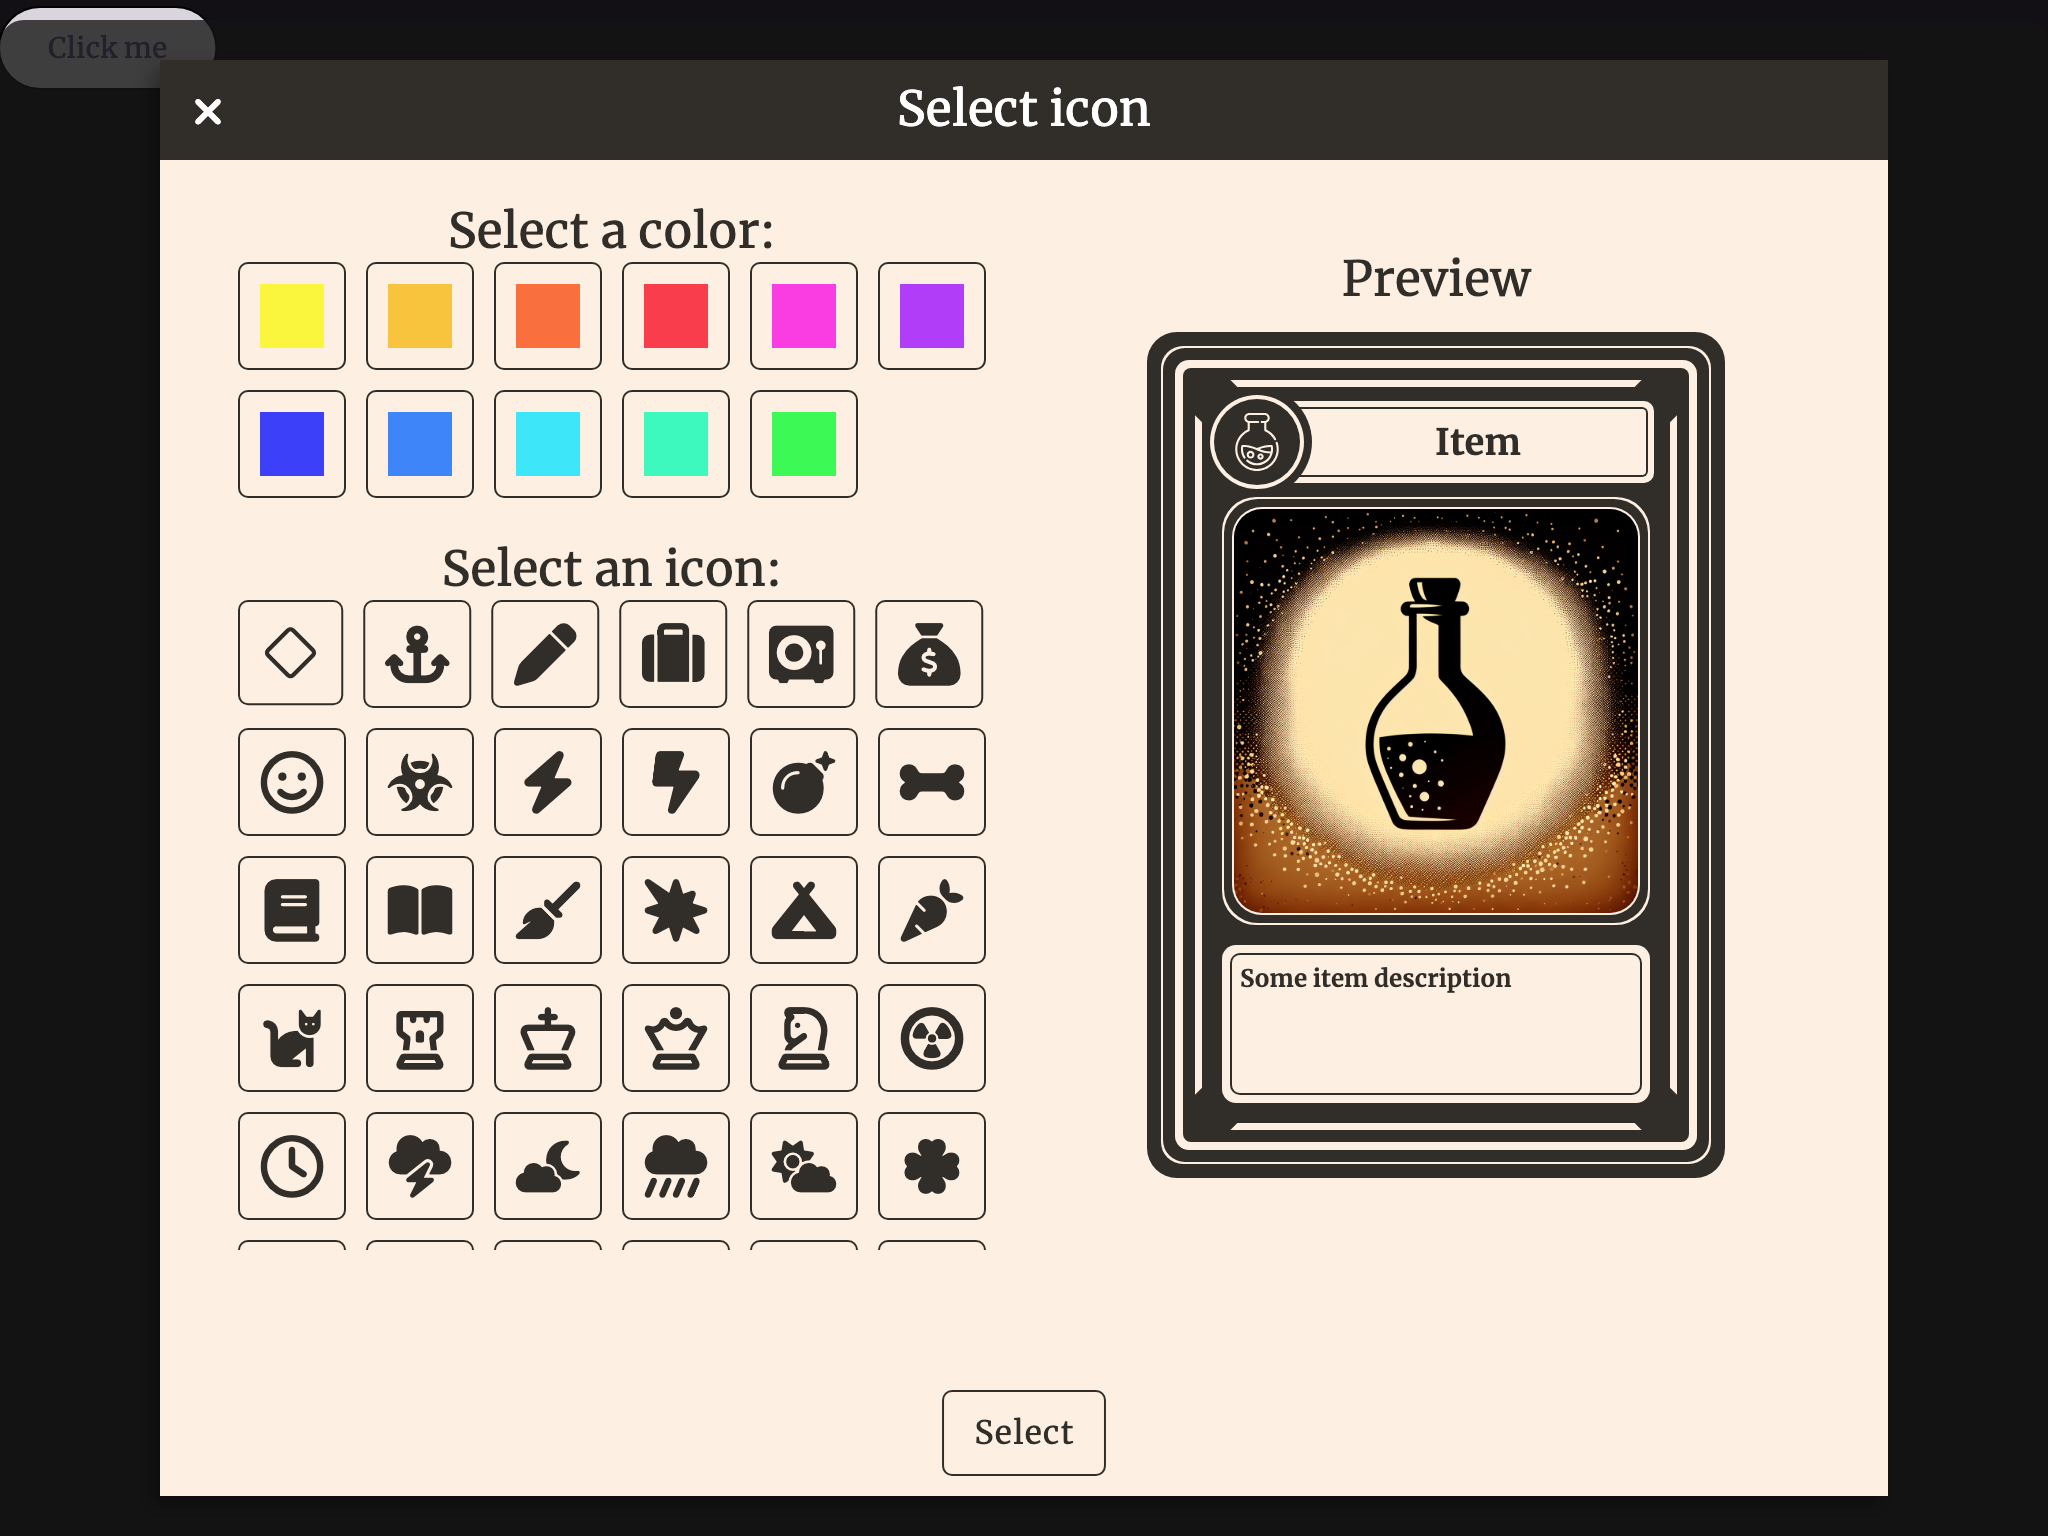 Click me
Select icon
Select a color:
Preview
Item
Select an icon:
$
Some item description
Select